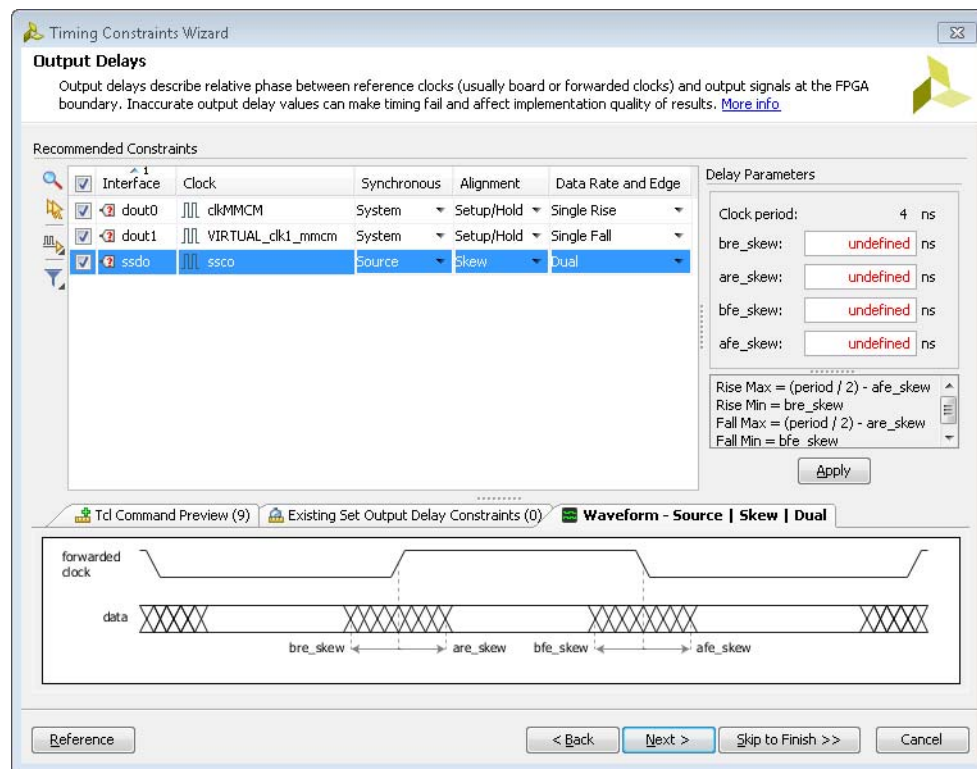 Timing Constraints Wizard
Output Delays
Output delays describe relative phase between reference clocks (usually board or forwarded clocks) and output signals at the FPGA
boundary. Inaccurate output delay values can make timing fail and affect implementation quality of results. More info
Recommended Constraints
Interface 1 Clock Synchronous Alignment Data Rate and Edge
dout0 clkMMCM System Setup/Hold Single Rise
dout1 VIRTUAL_clk1_mmcm System Setup/Hold Single Fall
ssdo ssco Source Skew Dual
Delay Parameters
Clock period: 4 ns
bre_skew: undefined ns
are_skew: undefined ns
bfe_skew: undefined ns
afe_skew: undefined ns
Rise Max = (period / 2) - afe_skew
Rise Min = bre_skew
Fall Max = (period / 2) - are_skew
Fall Min = bfe_skew
Apply
Tcl Command Preview (9) Existing Set Output Delay Constraints (0) Waveform - Source | Skew | Dual
forwarded
clock
data
bre_skew are_skew bfe_skew afe_skew
Reference < Back Next > Skip to Finish >> Cancel